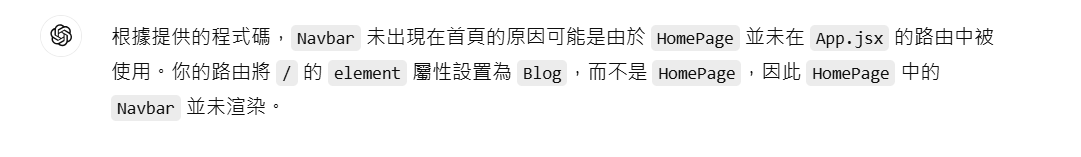 根據提供的程式碼，Navbar 未出現在首頁的原因可能是由於 HomePage 並未在 App.jsx 的路由中被
使用。你的路由將 / 的 element 屬性設置為 Blog，而不是 HomePage，因此 HomePage 中的
Navbar 並未渲染。